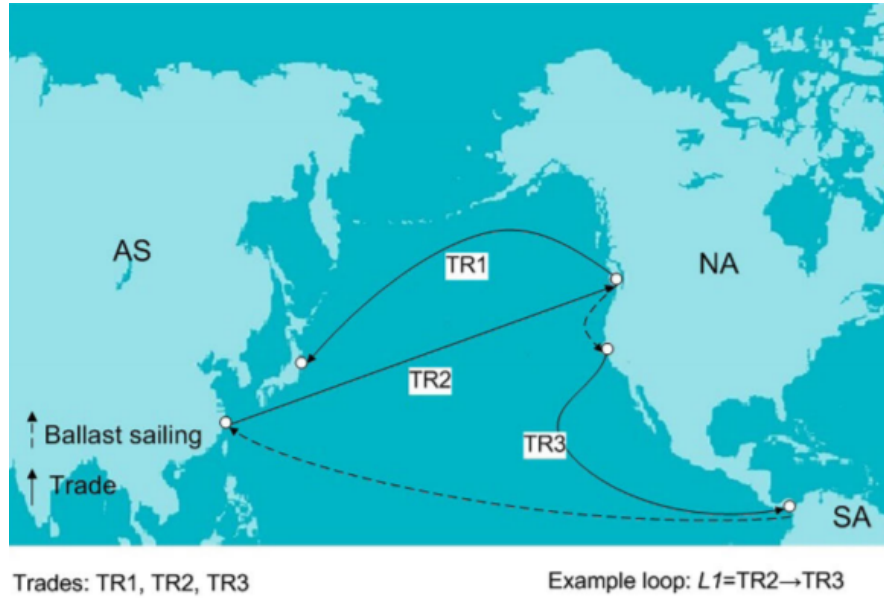 AS
NA
TR1
TR2
TR3
Ballast sailing
Trade
SA
Trades: TR1, TR2, TR3
Example loop: L1=TR2→TR3